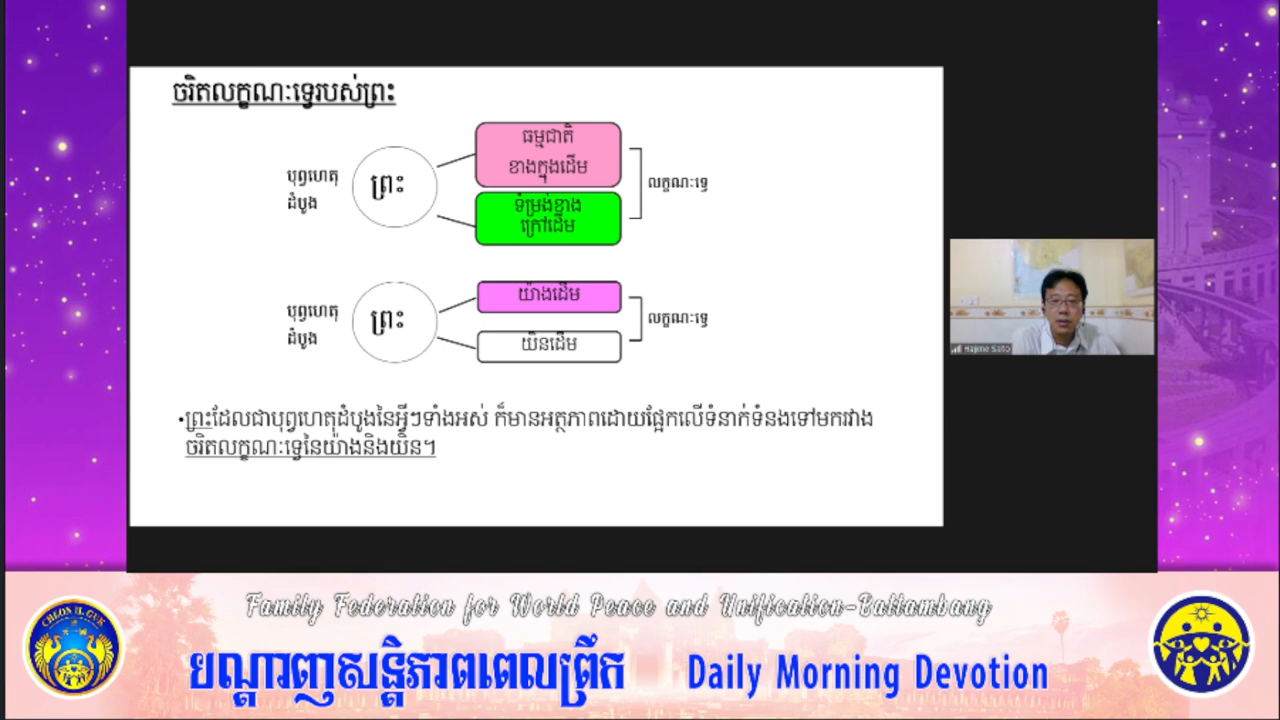 ចរិតលក្ខណៈទ្វេរបស់ព្រះ
បុព្វហេតុ
ដំបូង
ព្រះ
ធម្មជាតិ
ខាងក្នុងដើម
ទំម្រង់ខាង
ក្រៅដើម
លក្ខណៈទ្វេ
បុព្វហេតុ
ដំបូង
ព្រះ
យ៉ាងដើម
យិនដើម
លក្ខណៈទ្វេ
•ព្រះដែលជាបុព្វហេតុដំបូងនៃអ្វីៗទាំងអស់ ក៏មានអត្ថភាពដោយផ្អែកលើទំនាក់ទំនងទៅមករវាង
ចរិតលក្ខណៈទ្វេនៃយ៉ាងនិងយិន។
Hajime Sato
Family Federation for World Peace and Unification-Battambang
CHEON IL GUK
បណ្តាញសន្តិភាពពេលព្រឹក Daily Morning Devotion